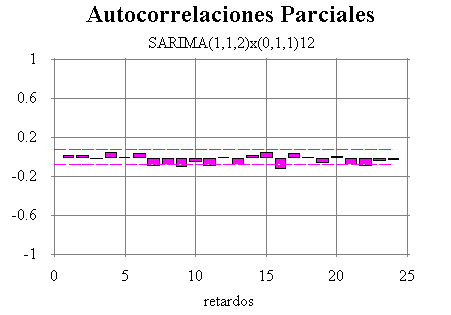 Autocorrelaciones Parciales
SARIMA(1,1,2)x(0,1,1)12
1
0.6
0.2
-0.2
-0.6
-1
0 5 10 15 20 25
retardos